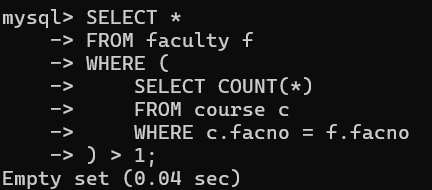 mysql> SELECT *
    -> FROM faculty f
    -> WHERE (
    ->     SELECT COUNT(*)
    ->     FROM course c
    ->     WHERE c.facno = f.facno
    -> ) > 1;
Empty set (0.04 sec)